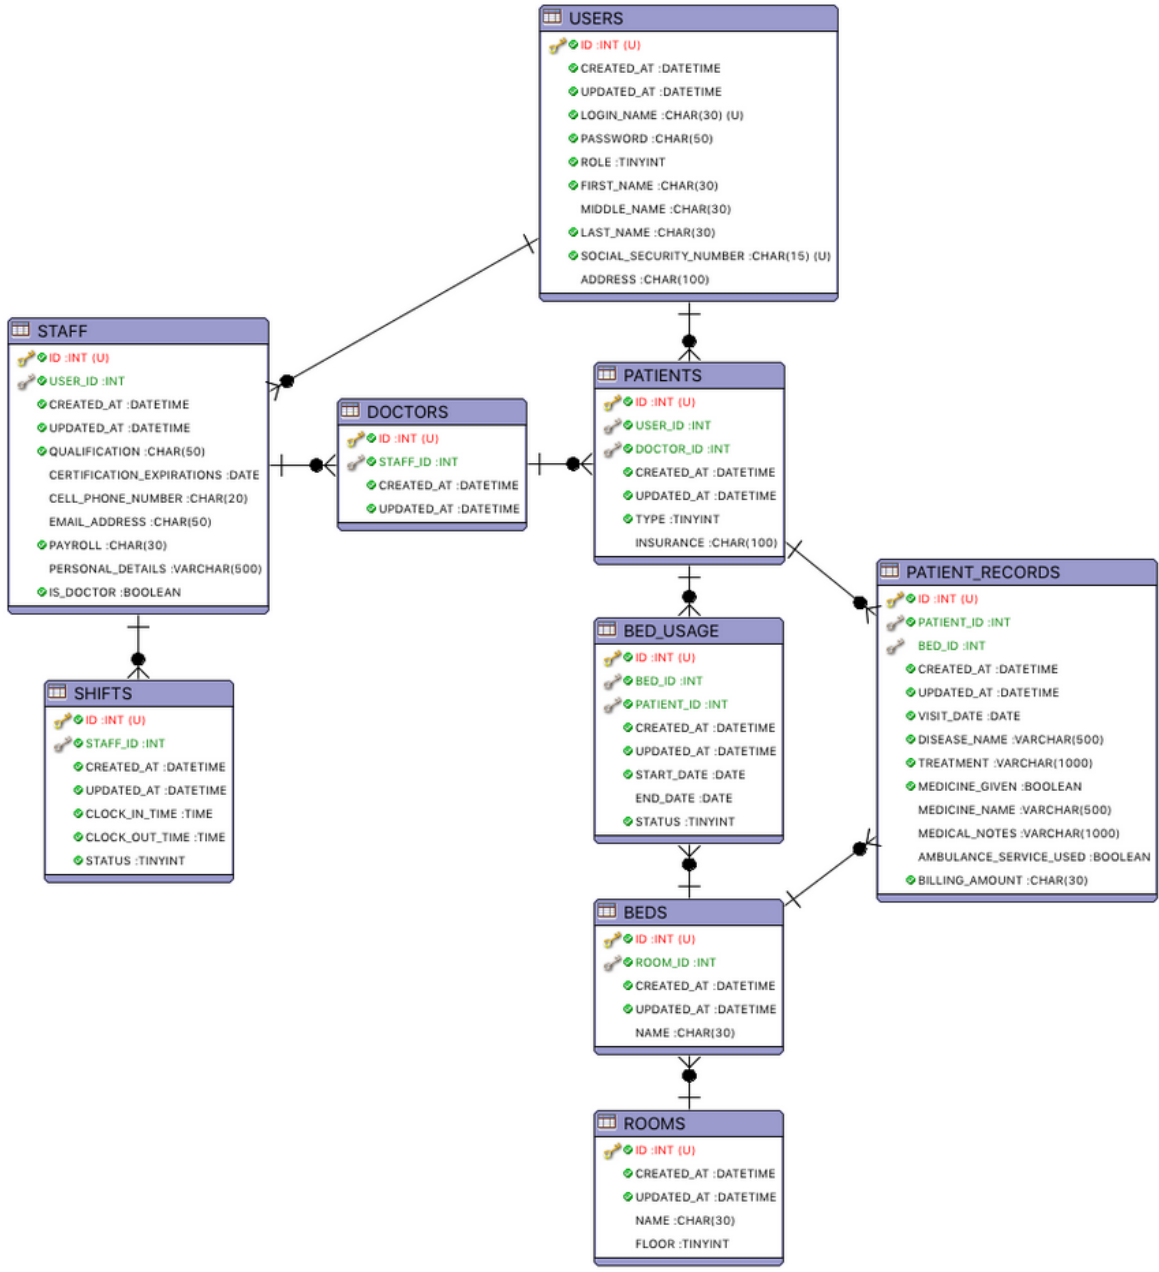 USERS
ID :INT (U)
CREATED_AT :DATETIME
UPDATED_AT :DATETIME
LOGIN_NAME :CHAR(30) (U)
PASSWORD :CHAR(50)
ROLE :TINYINT
FIRST_NAME :CHAR(30)
MIDDLE_NAME :CHAR(30)
LAST_NAME :CHAR(30)
SOCIAL_SECURITY_NUMBER :CHAR(15) (U)
ADDRESS :CHAR(100)
STAFF
ID :INT (U)
USER_ID :INT
CREATED_AT :DATETIME
UPDATED_AT :DATETIME
QUALIFICATION :CHAR(50)
CERTIFICATION_EXPIRATIONS :DATE
CELL_PHONE_NUMBER :CHAR(20)
EMAIL_ADDRESS :CHAR(50)
PAYROLL :CHAR(30)
PERSONAL_DETAILS :VARCHAR(500)
IS_DOCTOR :BOOLEAN
DOCTORS
ID :INT (U)
STAFF_ID :INT
CREATED_AT :DATETIME
UPDATED_AT :DATETIME
PATIENTS
ID :INT (U)
USER_ID :INT
DOCTOR_ID :INT
CREATED_AT :DATETIME
UPDATED_AT :DATETIME
TYPE :TINYINT
INSURANCE :CHAR(100)
PATIENT_RECORDS
ID :INT (U)
PATIENT_ID :INT
BED_ID :INT
CREATED_AT :DATETIME
UPDATED_AT :DATETIME
VISIT_DATE :DATE
DISEASE_NAME :VARCHAR(500)
TREATMENT :VARCHAR(1000)
MEDICINE_GIVEN :BOOLEAN
MEDICINE_NAME :VARCHAR(500)
MEDICAL_NOTES :VARCHAR(1000)
AMBULANCE_SERVICE_USED :BOOLEAN
BILLING_AMOUNT :CHAR(30)
SHIFTS
ID :INT (U)
STAFF_ID :INT
CREATED_AT :DATETIME
UPDATED_AT :DATETIME
CLOCK_IN_TIME :TIME
CLOCK_OUT_TIME :TIME
STATUS :TINYINT
BED_USAGE
ID :INT (U)
BED_ID :INT
PATIENT_ID :INT
CREATED_AT :DATETIME
UPDATED_AT :DATETIME
START_DATE :DATE
END_DATE :DATE
STATUS :TINYINT
BEDS
ID :INT (U)
ROOM_ID :INT
CREATED_AT :DATETIME
UPDATED_AT :DATETIME
NAME :CHAR(30)
ROOMS
ID :INT (U)
CREATED_AT :DATETIME
UPDATED_AT :DATETIME
NAME :CHAR(30)
FLOOR :TINYINT